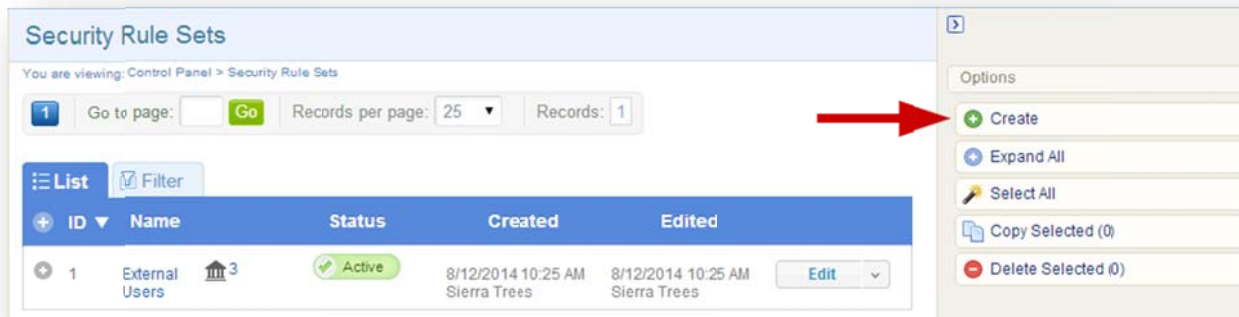 Security Rule Sets
You are viewing: Control Panel > Security Rule Sets
1 Go to page: Go Records per page: 25 Records: 1
List Filter
ID Name Status Created Edited
1 External Users 3 Active 8/12/2014 10:25 AM Sierra Trees 8/12/2014 10:25 AM Sierra Trees Edit
Options
Create
Expand All
Select All
Copy Selected (0)
Delete Selected (0)